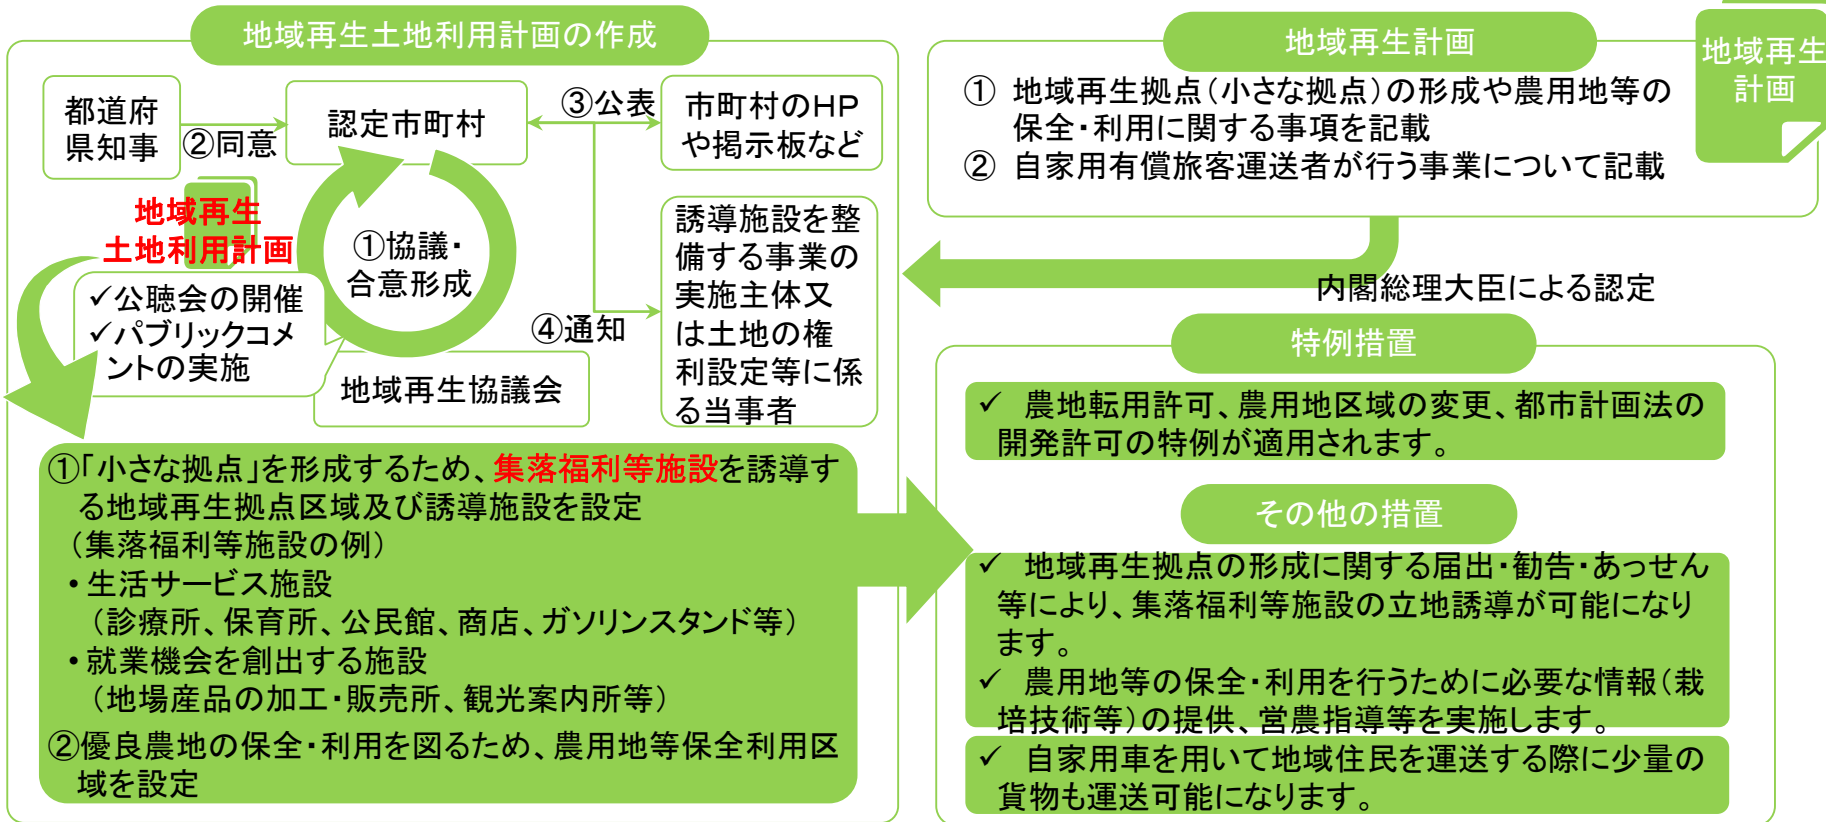 地域再生土地利用計画の作成
都道府
県知事
②同意
認定市町村
③公表
市町村のHP
や掲示板など
地域再生
土地利用計画
①協議・
合意形成
✓公聴会の開催
✓パブリックコメ
ントの実施
地域再生協議会
④通知
誘導施設を整
備する事業の
実施主体又
は土地の権
利設定等に係
る当事者
①「小さな拠点」を形成するため、集落福利等施設を誘導す
る地域再生拠点区域及び誘導施設を設定
（集落福利等施設の例）
・生活サービス施設
（診療所、保育所、公民館、商店、ガソリンスタンド等）
・就業機会を創出する施設
（地場産品の加工・販売所、観光案内所等）
②優良農地の保全・利用を図るため、農用地等保全利用区
域を設定
地域再生計画
① 地域再生拠点（小さな拠点）の形成や農用地等の
保全・利用に関する事項を記載
② 自家用有償旅客運送者が行う事業について記載
地域再生
計画
内閣総理大臣による認定
特例措置
✓ 農地転用許可、農用地区域の変更、都市計画法の
開発許可の特例が適用されます。
その他の措置
✓ 地域再生拠点の形成に関する届出・勧告・あっせん
等により、集落福利等施設の立地誘導が可能になり
ます。
✓ 農用地等の保全・利用を行うために必要な情報（栽
培技術等）の提供、営農指導等を実施します。
✓ 自家用車を用いて地域住民を運送する際に少量の
貨物も運送可能になります。